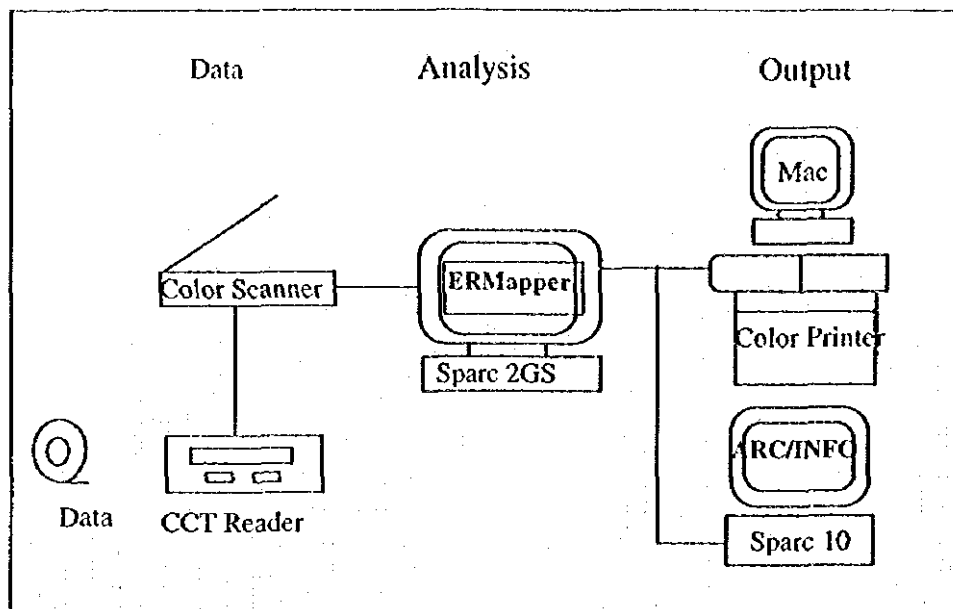 Data
Analysis
Output
Mac
Color Scanner
ERMapper
Color Printer
Sparc 2GS
ARC/INFO
Data
CCT Reader
Sparc 10